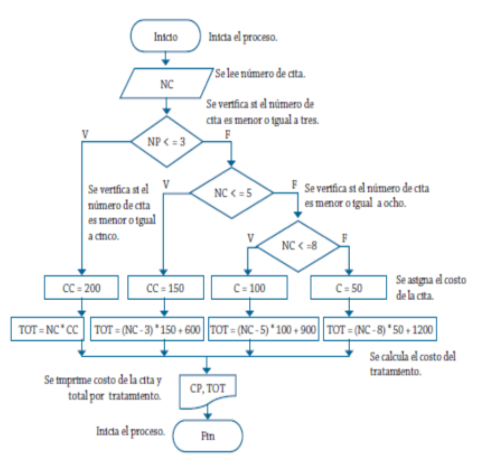 Inicio
Inicia el proceso.
NC
Se lee número de cita.
Se verifica si el número de
cita es menor o igual a tres.
V
NP < = 3
F
Se verifica si el
número de cita
es menor o igual
a cinco.
V
NC < = 5
F
Se verifica si el número de cita
es menor o igual a ocho.
V
NC < =8
F
CC = 200
CC = 150
C = 100
C = 50
Se asigna el costo
de la cita.
TOT = NC * CC
TOT = (NC - 3) * 150 + 600
TOT = (NC - 5) * 100 + 900
TOT = (NC - 8) * 50 + 1200
Se calcula el costo del
tratamiento.
Se imprime costo de la cita y
total por tratamiento.
CP, TOT
Inicia el proceso.
Fin